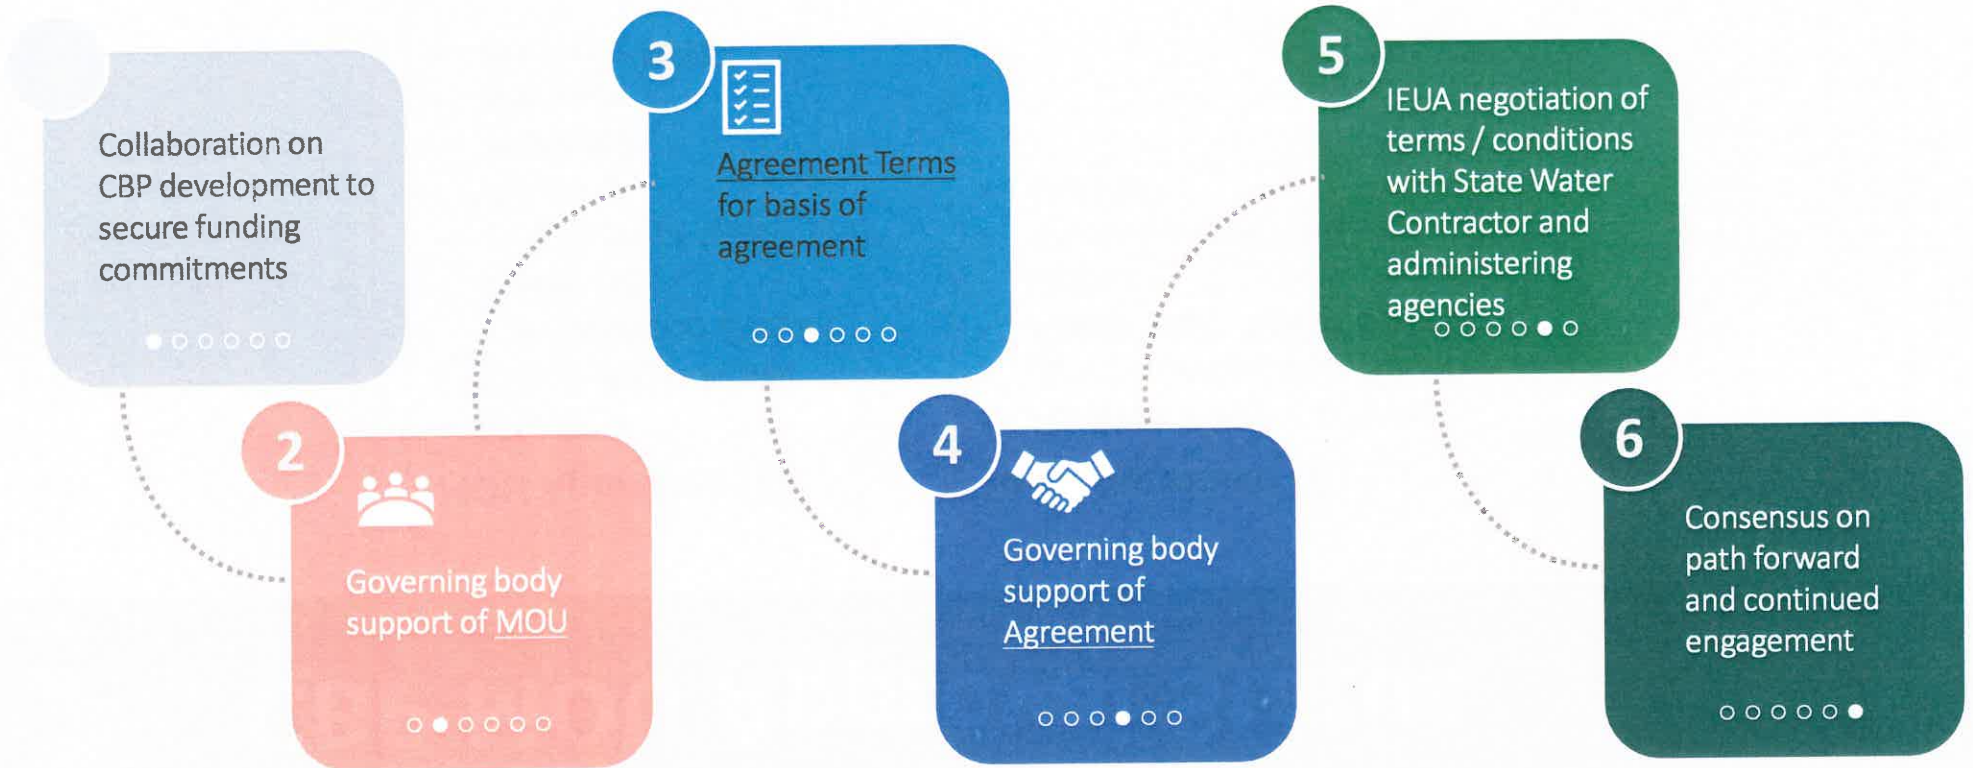 Collaboration on
CBP development to
secure funding
commitments
2
Governing body
support of MOU
3
Agreement Terms
for basis of
agreement
4
Governing body
support of
Agreement
5
IEUA negotiation of
terms / conditions
with State Water
Contractor and
administering
agencies
6
Consensus on
path forward
and continued
engagement